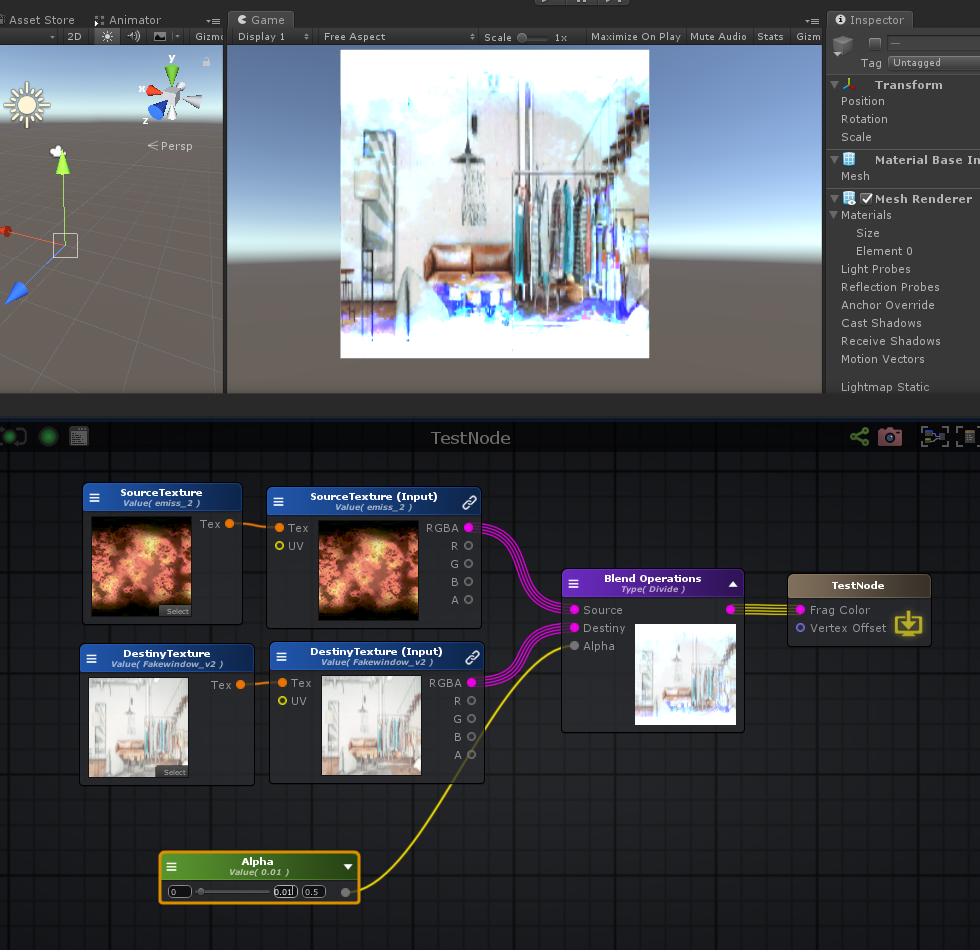 Asset Store
Animator
Game
Inspector
2D
Gizmo
Display 1
Free Aspect
Scale
1x
Maximize On Play
Mute Audio
Stats
Gizm
—
Tag
Untagged
y
x
z
Persp
Transform
Position
Rotation
Scale
Material Base In
Mesh
Mesh Renderer
Materials
Size
Element 0
Light Probes
Reflection Probes
Anchor Override
Cast Shadows
Receive Shadows
Motion Vectors
Lightmap Static
TestNode
SourceTexture
Value( emiss_2 )
Tex
Select
SourceTexture (Input)
Value( emiss_2 )
Tex
UV
RGBA
R
G
B
A
DestinyTexture
Value( Fakewindow_v2 )
Tex
Select
DestinyTexture (Input)
Value( Fakewindow_v2 )
Tex
UV
RGBA
R
G
B
A
Blend Operations
Type( Divide )
Source
Destiny
Alpha
TestNode
Frag Color
Vertex Offset
Alpha
Value( 0.01 )
0
0.01
0.5